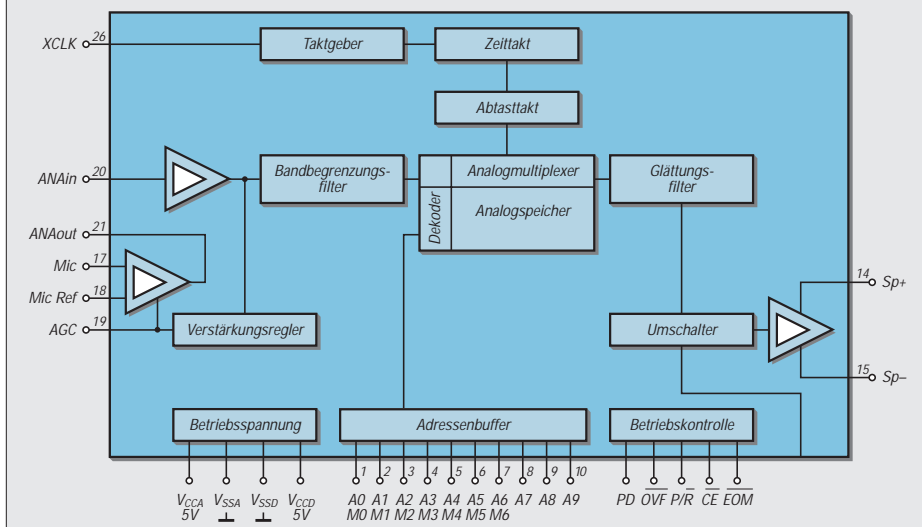 XCLK 26 Taktgeber Zeittakt
Abtasttakt
ANAin 20 Bandbegrenzungs-
filter
Dekoder
Analogmultiplexer
Analogspeicher
Glättungs-
filter
ANAout 21
Mic 17
Mic Ref 18
AGC 19 Verstärkungsregler
Umschalter
14 Sp+
15 Sp–
Betriebsspannung Adressenbuffer Betriebskontrolle
1 2 3 4 5 6 7 8 9 10
VCCA VSSA VSSD VCCD A0 A1 A2 A3 A4 A5 A6 A7 A8 A9 PD O̅V̅F̅ P/R̅ C̅E̅ E̅O̅M̅
5V 5V M0 M1 M2 M3 M4 M5 M6